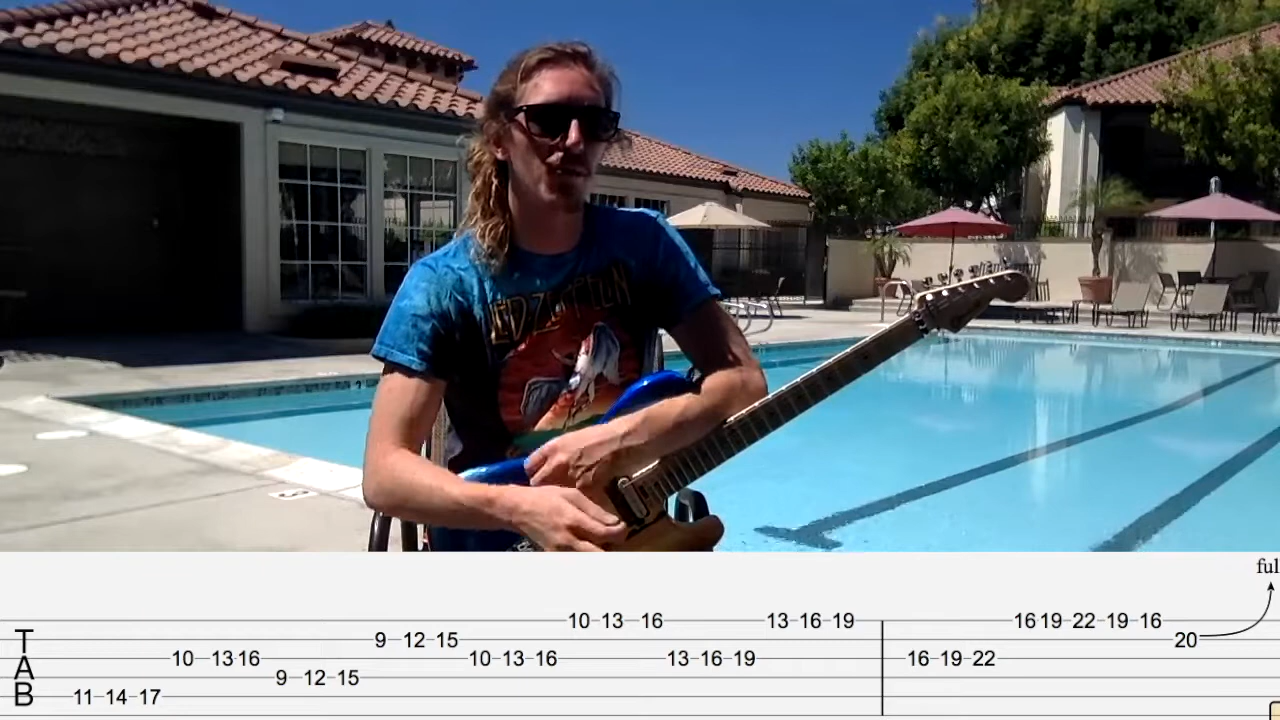 LED ZEPPELIN
ful
10 13 16 13 16 19 16 19 22 19 16
T 9 12 15 20
A 10 13 16 10 13 16 13 16 19 16 19 22
9 12 15
B 11 14 17